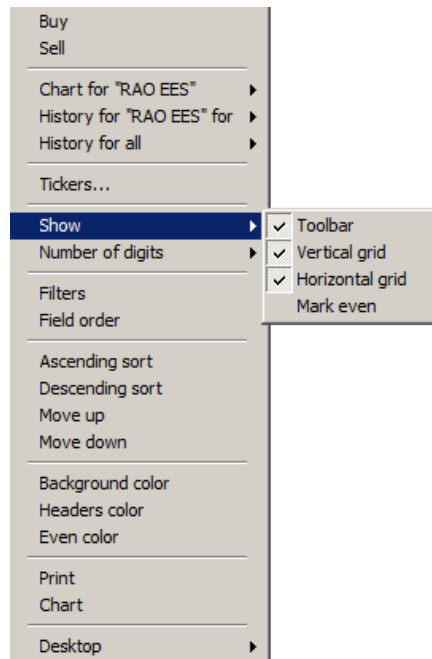 Buy
Sell
Chart for "RAO EES"
History for "RAO EES" for
History for all
Tickers...
Show
Toolbar
Number of digits
Vertical grid
Horizontal grid
Mark even
Filters
Field order
Ascending sort
Descending sort
Move up
Move down
Background color
Headers color
Even color
Print
Chart
Desktop